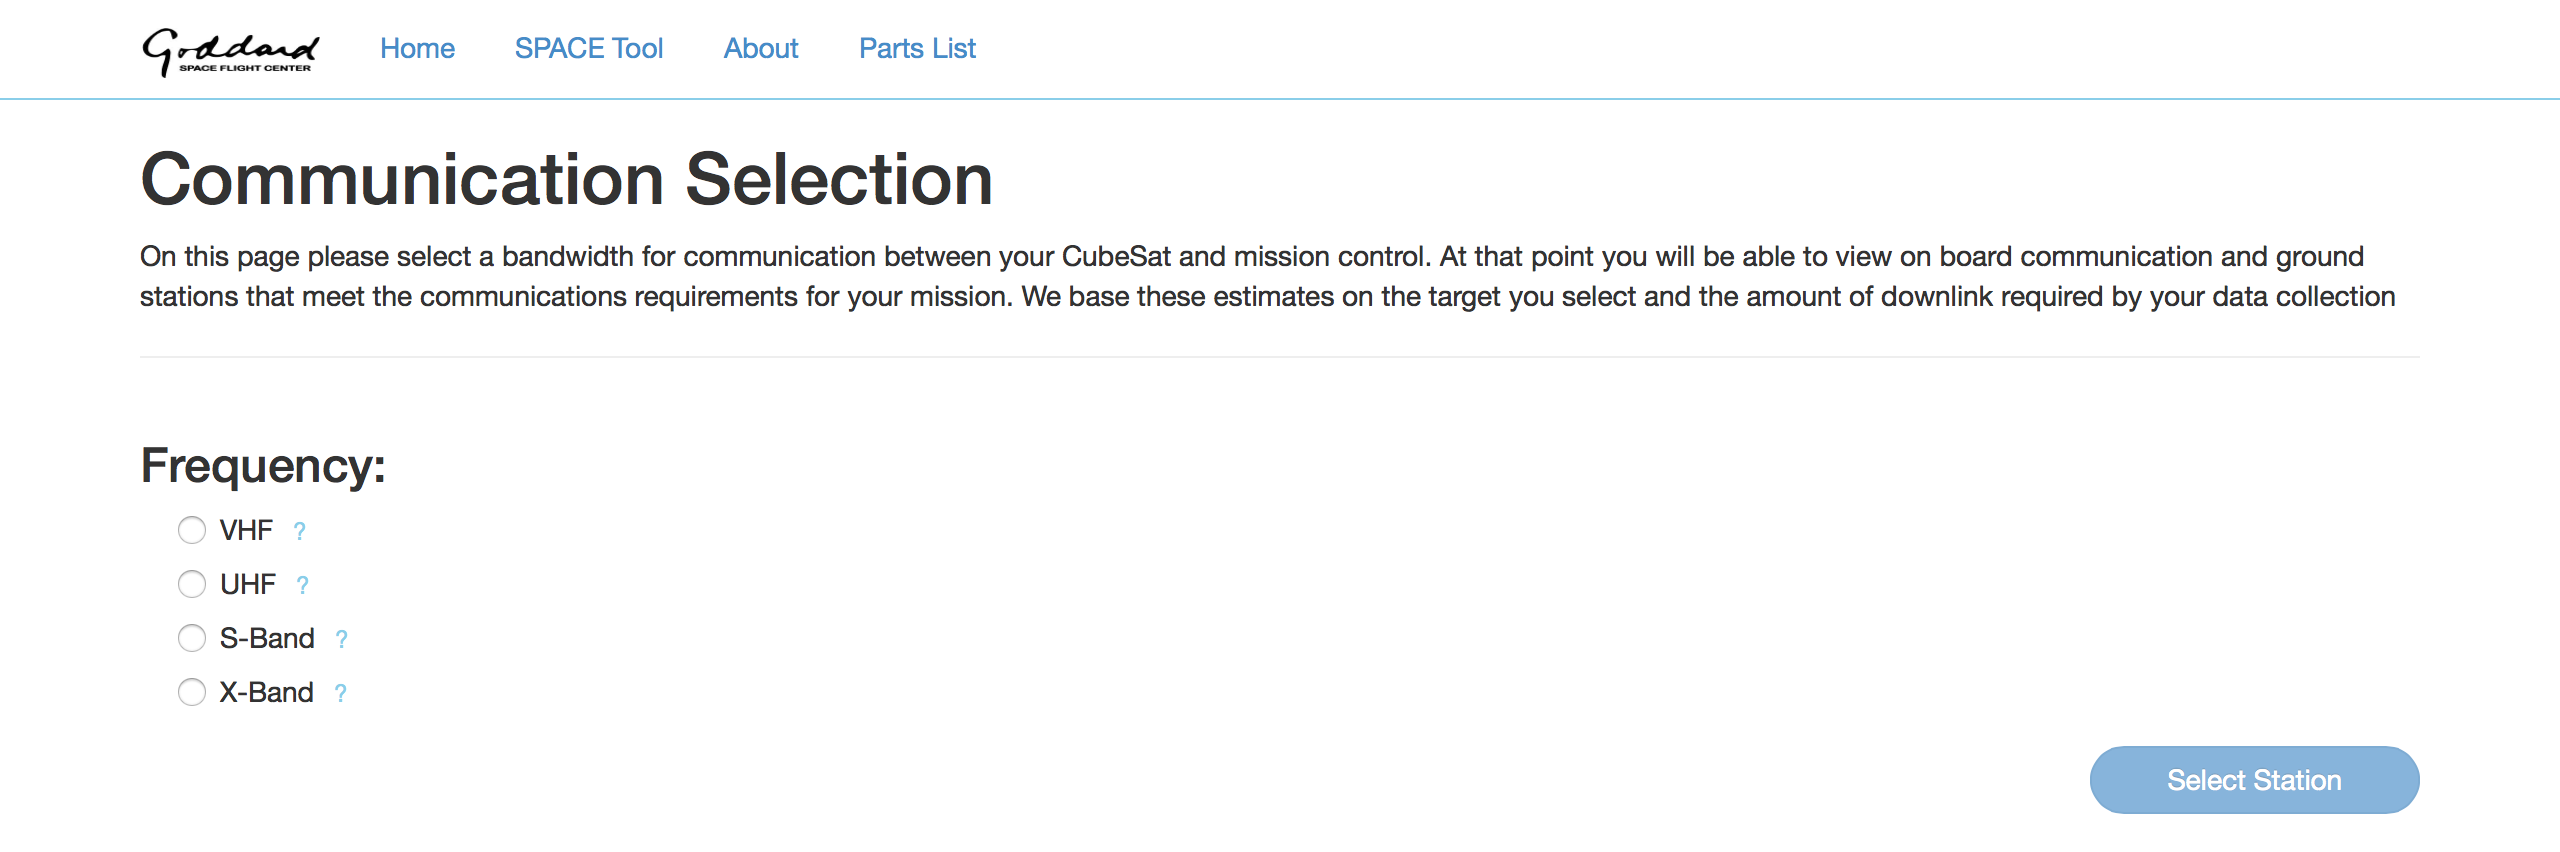 Goddard
SPACE FLIGHT CENTER
Home SPACE Tool About Parts List
Communication Selection
On this page please select a bandwidth for communication between your CubeSat and mission control. At that point you will be able to view on board communication and ground
stations that meet the communications requirements for your mission. We base these estimates on the target you select and the amount of downlink required by your data collection
Frequency:
VHF ?
UHF ?
S-Band ?
X-Band ?
Select Station